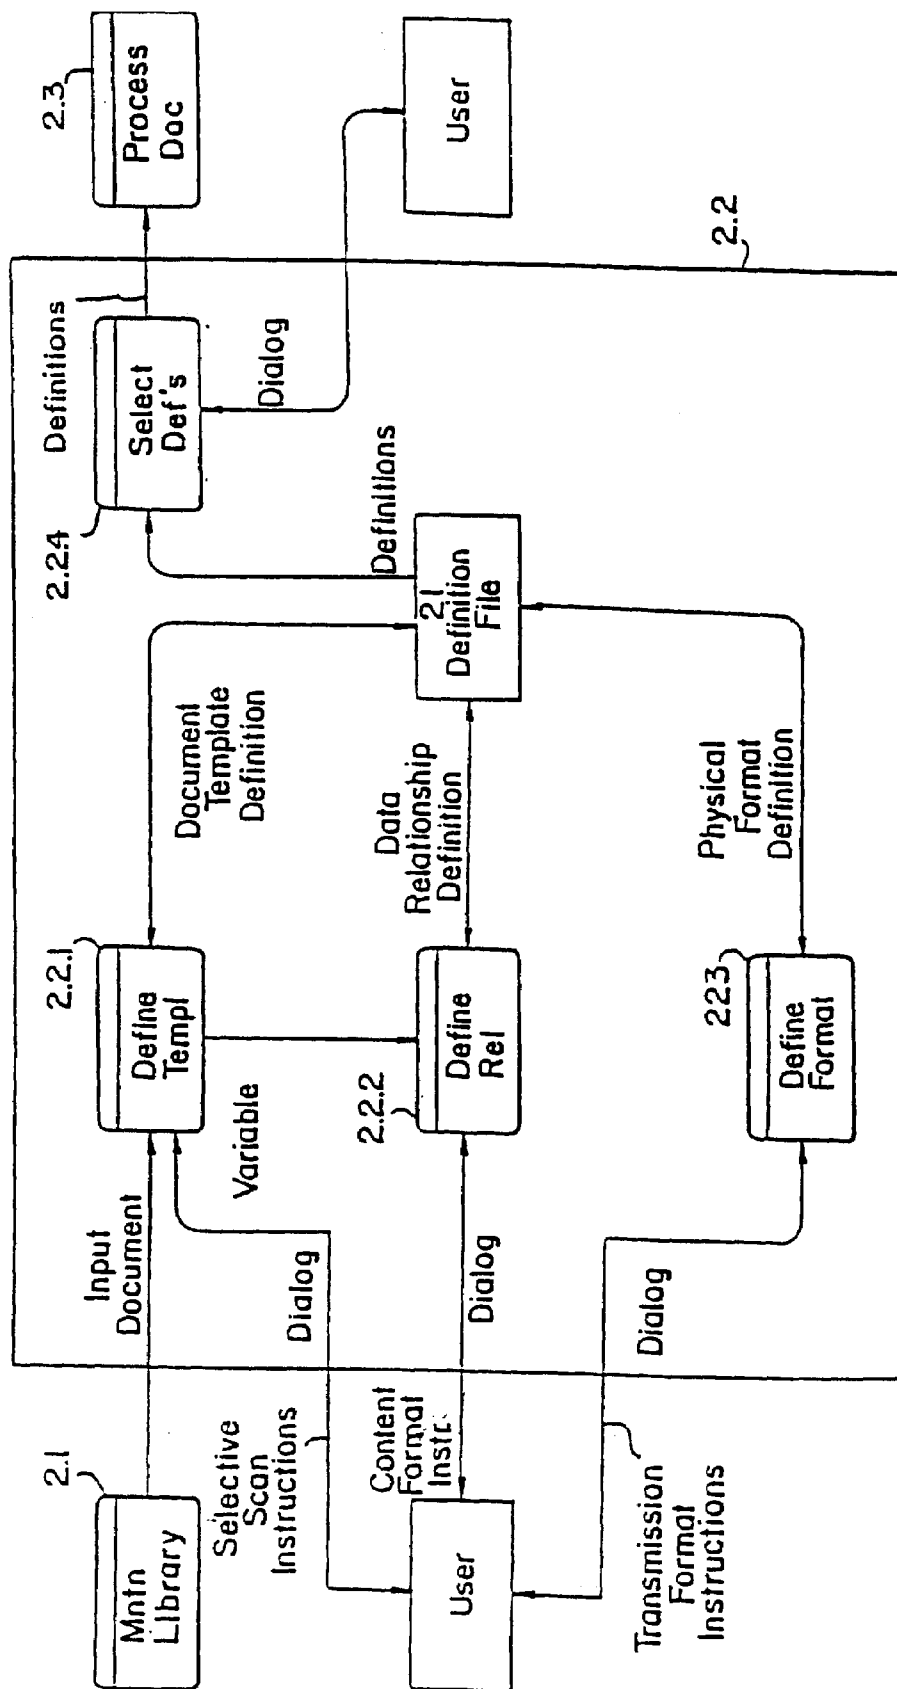 2.1
Mntn
Library
Input
Document
Selective
Scan
Instructions
Dialog
Variable
2.2.1
Define
Templ
Document
Template
Definition
2.2.4
Select
Def's
Definitions
2.3
Process
Doc
User
Content
Format
Instr.
Dialog
2.2.2
Define
Rel
Data
Relationship
Definition
21
Definition
File
Definitions
Dialog
User
Transmission
Format
Instructions
Dialog
223
Define
Format
Physical
Format
Definition
2.2